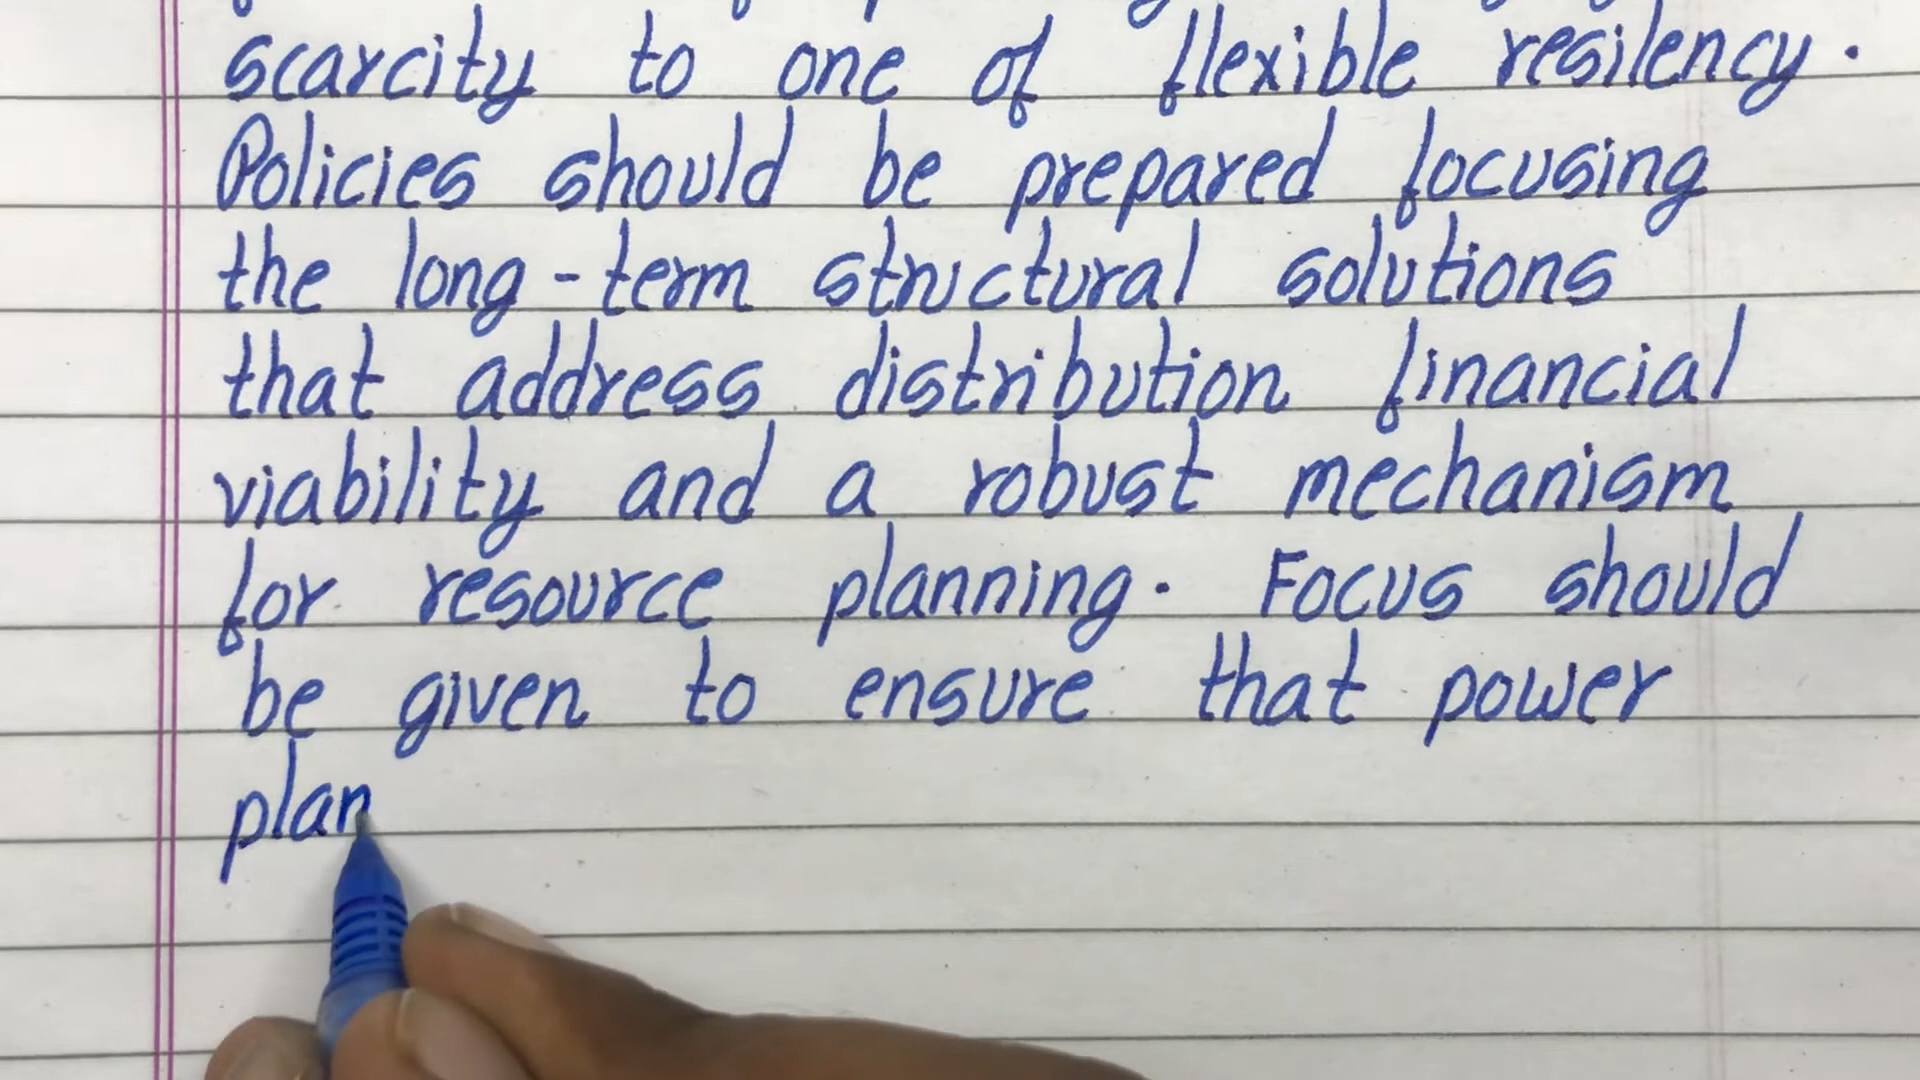 scarcity to one of flexible resilency.
Policies should be prepared focusing
the long-term structural solutions
that address distribution financial
viability and a robust mechanism
for resource planning. Focus should
be given to ensure that power
plan